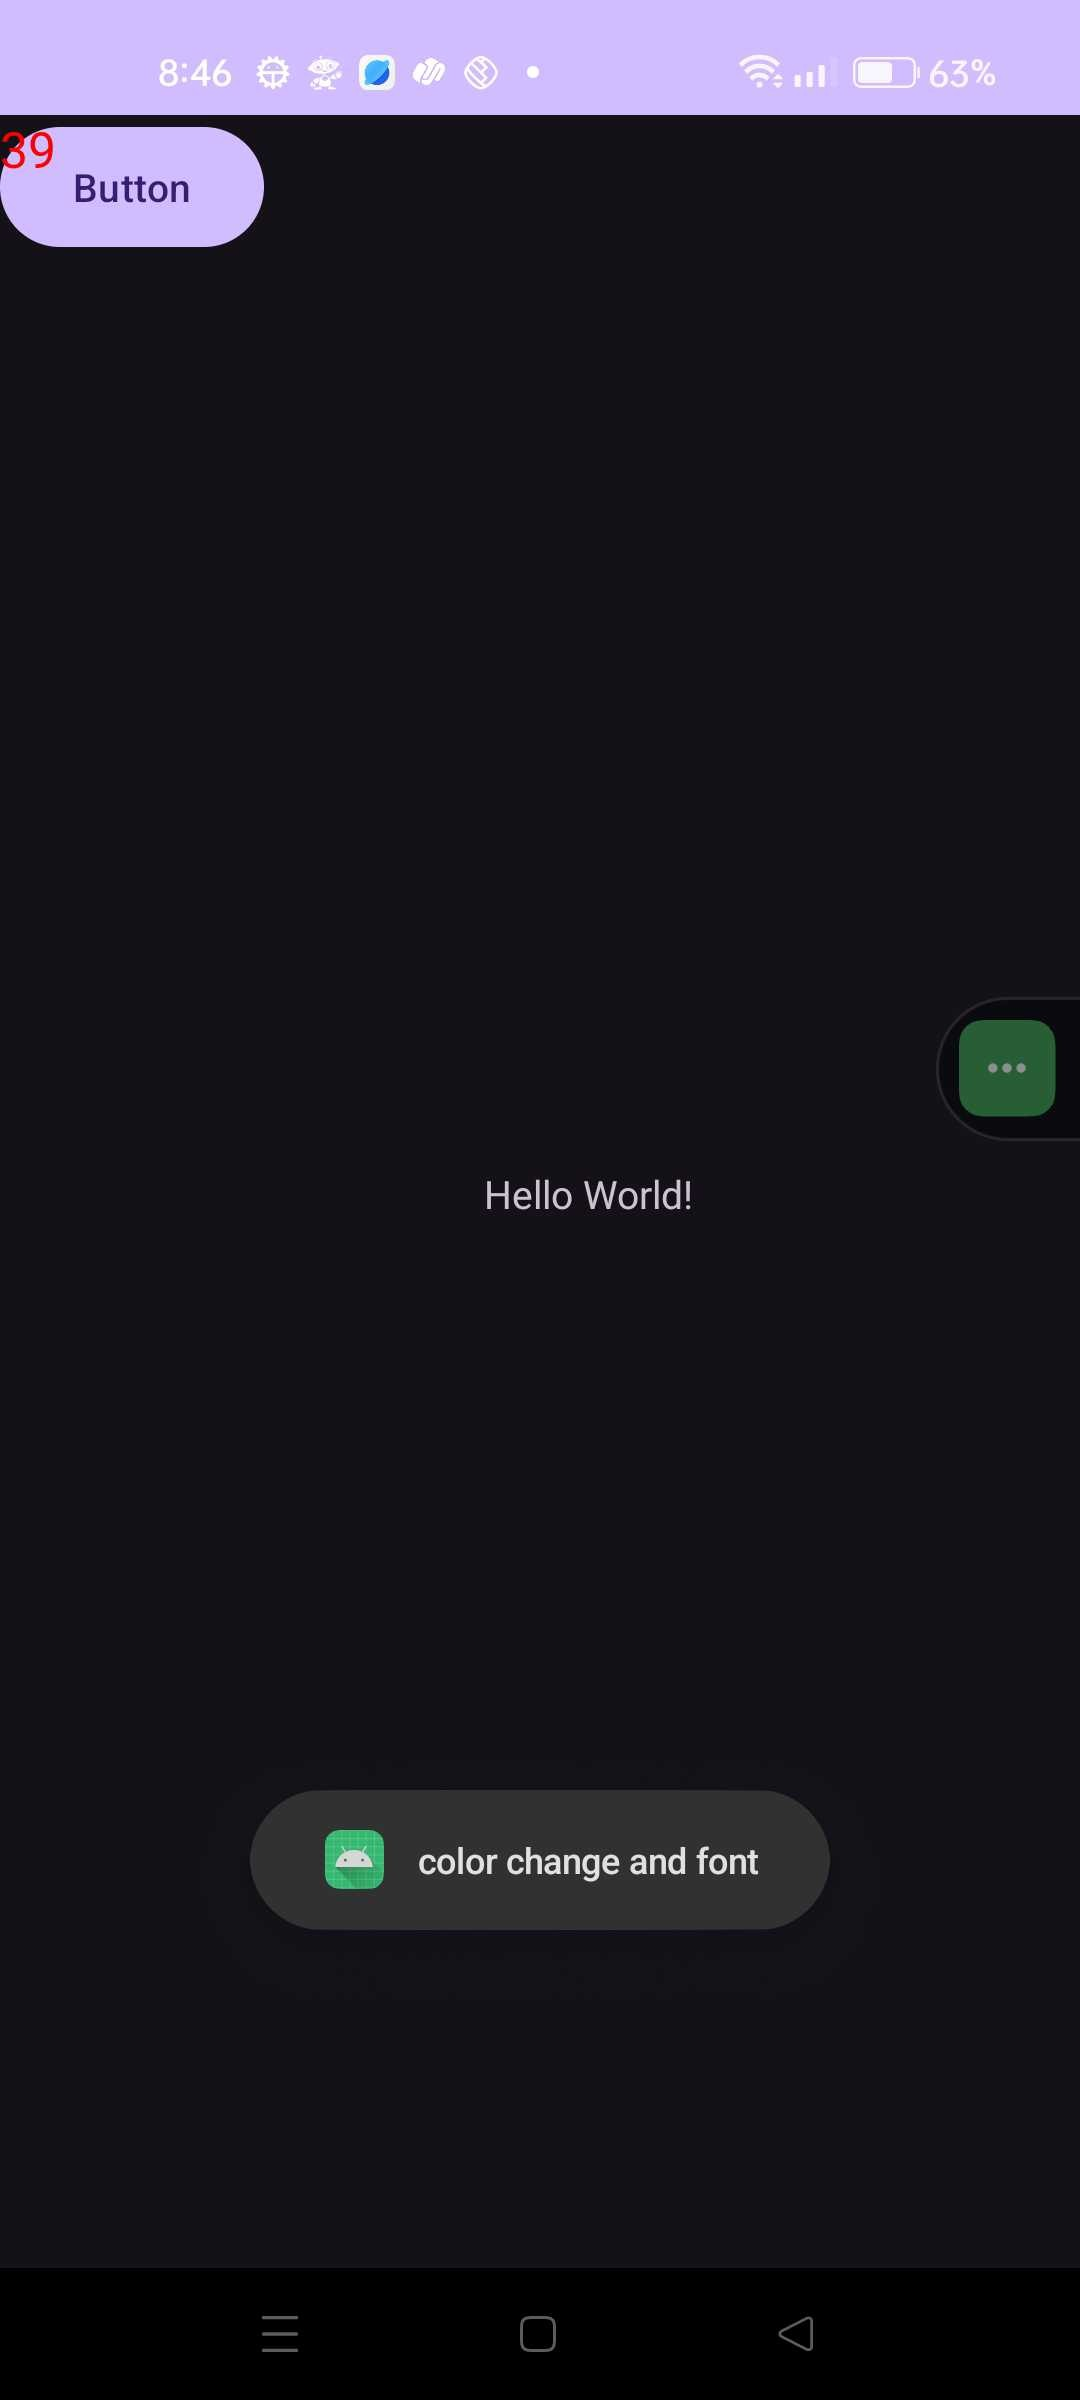 8:46 63%
39
Button
Hello World!
color change and font